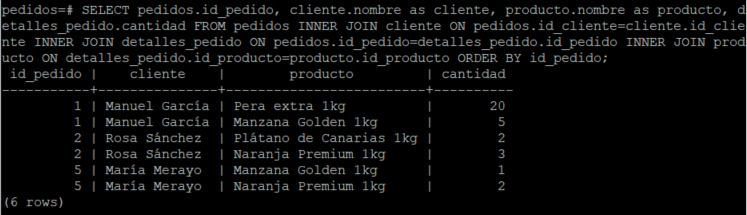 pedidos=# SELECT pedidos.id_pedido, cliente.nombre as cliente, producto.nombre as producto, d
etalles_pedido.cantidad FROM pedidos INNER JOIN cliente ON pedidos.id_cliente=cliente.id_clie
nte INNER JOIN detalles_pedido ON pedidos.id_pedido=detalles_pedido.id_pedido INNER JOIN prod
ucto ON detalles_pedido.id_producto=producto.id_producto ORDER BY id_pedido;
 id_pedido |    cliente    |         producto         | cantidad
-----------+---------------+--------------------------+----------
         1 | Manuel García | Pera extra 1kg           |       20
         1 | Manuel García | Manzana Golden 1kg       |        5
         2 | Rosa Sánchez  | Plátano de Canarias 1kg  |        2
         2 | Rosa Sánchez  | Naranja Premium 1kg      |        3
         5 | María Merayo  | Manzana Golden 1kg       |        1
         5 | María Merayo  | Naranja Premium 1kg      |        2
(6 rows)